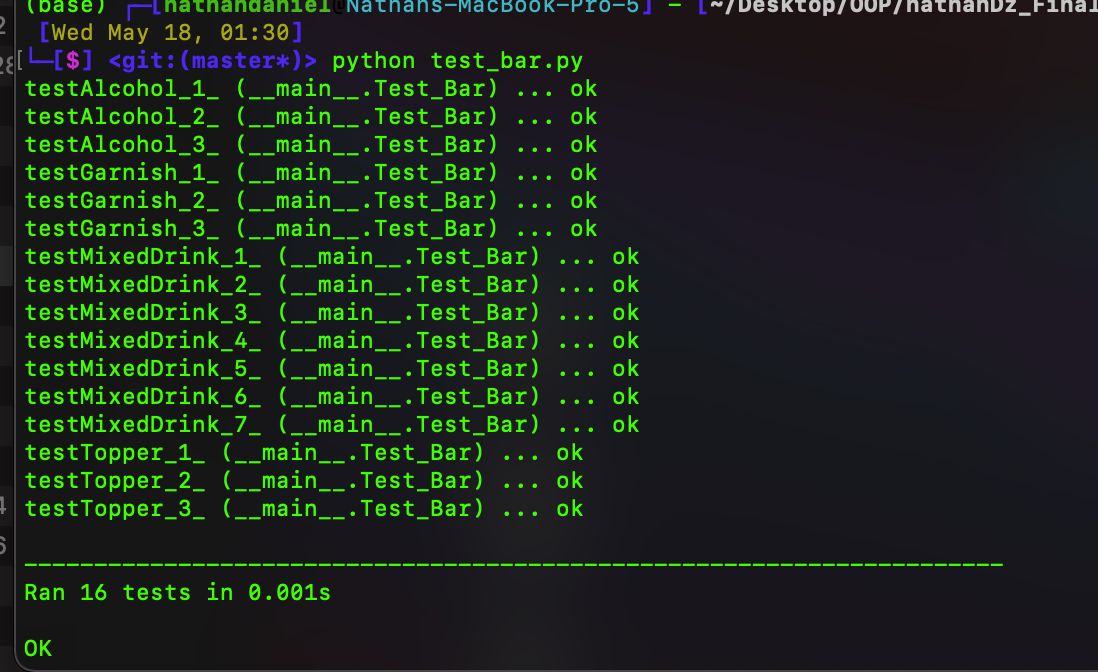 (base) ┌─[nathandaniel@Nathans-MacBook-Pro-5] - [~/Desktop/OOP/nathanDz_Final
[Wed May 18, 01:30]
└─[$] <git:(master*)> python test_bar.py
testAlcohol_1_ (__main__.Test_Bar) ... ok
testAlcohol_2_ (__main__.Test_Bar) ... ok
testAlcohol_3_ (__main__.Test_Bar) ... ok
testGarnish_1_ (__main__.Test_Bar) ... ok
testGarnish_2_ (__main__.Test_Bar) ... ok
testGarnish_3_ (__main__.Test_Bar) ... ok
testMixedDrink_1_ (__main__.Test_Bar) ... ok
testMixedDrink_2_ (__main__.Test_Bar) ... ok
testMixedDrink_3_ (__main__.Test_Bar) ... ok
testMixedDrink_4_ (__main__.Test_Bar) ... ok
testMixedDrink_5_ (__main__.Test_Bar) ... ok
testMixedDrink_6_ (__main__.Test_Bar) ... ok
testMixedDrink_7_ (__main__.Test_Bar) ... ok
testTopper_1_ (__main__.Test_Bar) ... ok
testTopper_2_ (__main__.Test_Bar) ... ok
testTopper_3_ (__main__.Test_Bar) ... ok
----------------------------------------------------------------------
Ran 16 tests in 0.001s
OK